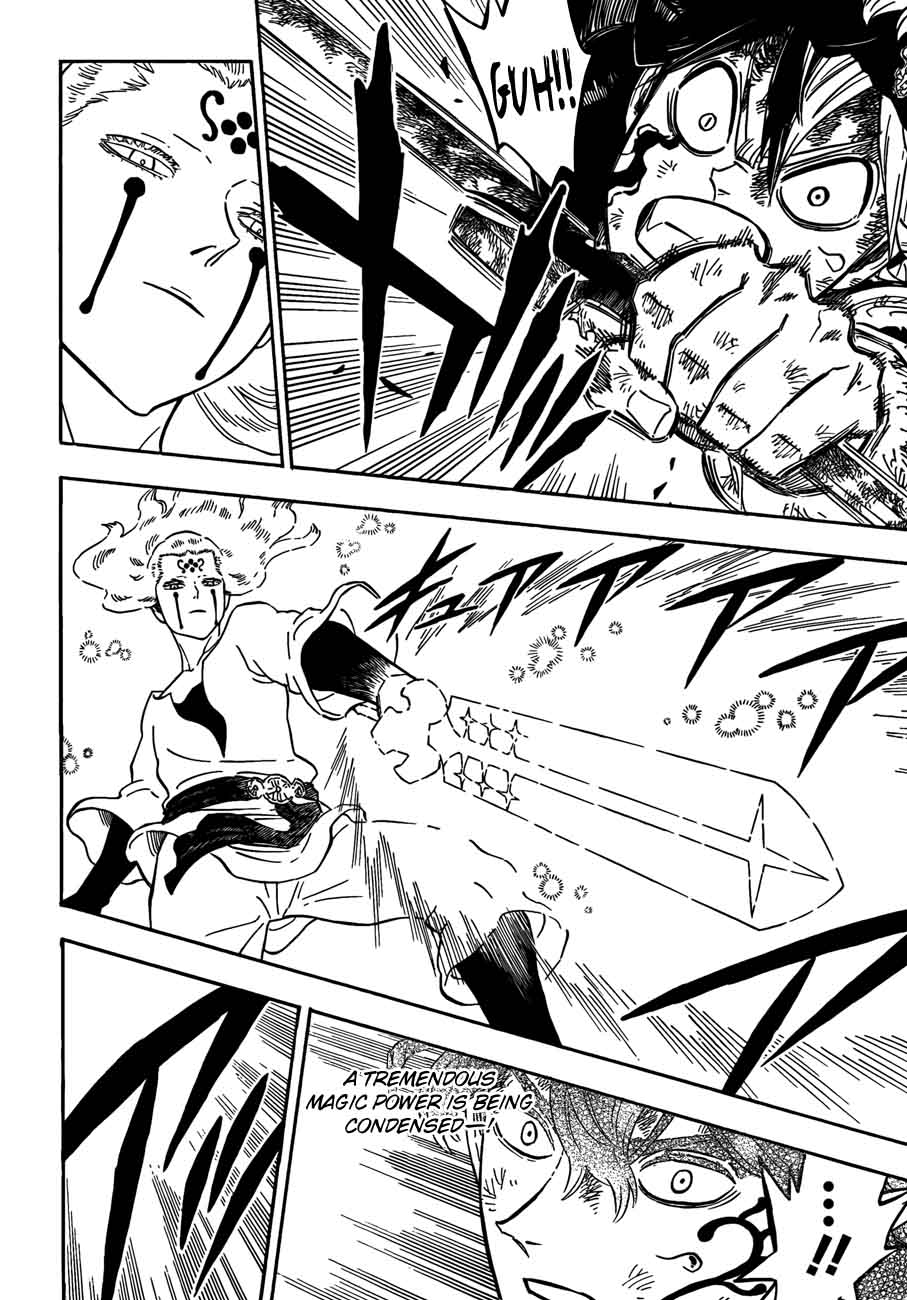 GUH!!
キュアアア
A TREMENDOUS
MAGIC POWER IS BEING
CONDENSED—!
...!!